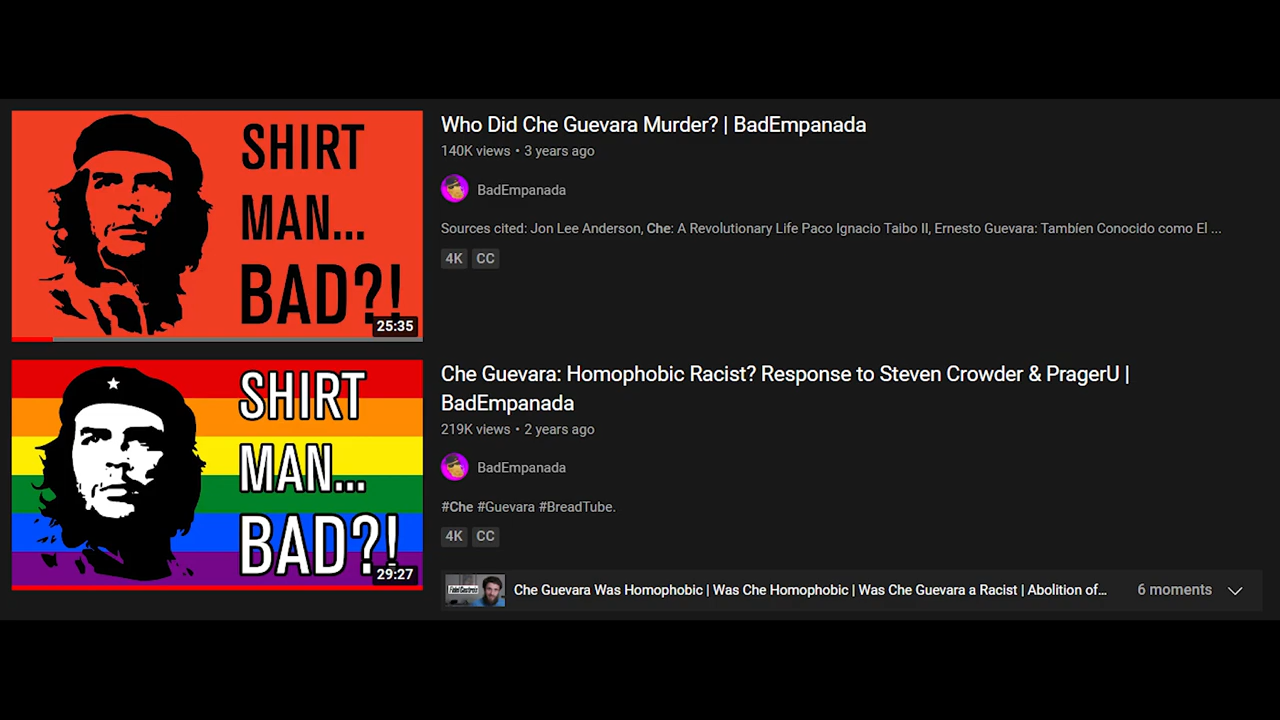 SHIRT
MAN...
BAD?!
25:35
Who Did Che Guevara Murder? | BadEmpanada
140K views • 3 years ago
BadEmpanada
Sources cited: Jon Lee Anderson, Che: A Revolutionary Life Paco Ignacio Taibo II, Ernesto Guevara: Tambíen Conocido como El ...
4K CC
SHIRT
MAN...
BAD?!
29:27
Che Guevara: Homophobic Racist? Response to Steven Crowder & PragerU |
BadEmpanada
219K views • 2 years ago
BadEmpanada
#Che #Guevara #BreadTube.
4K CC
Che Guevara Was Homophobic | Was Che Homophobic | Was Che Guevara a Racist | Abolition of...
6 moments